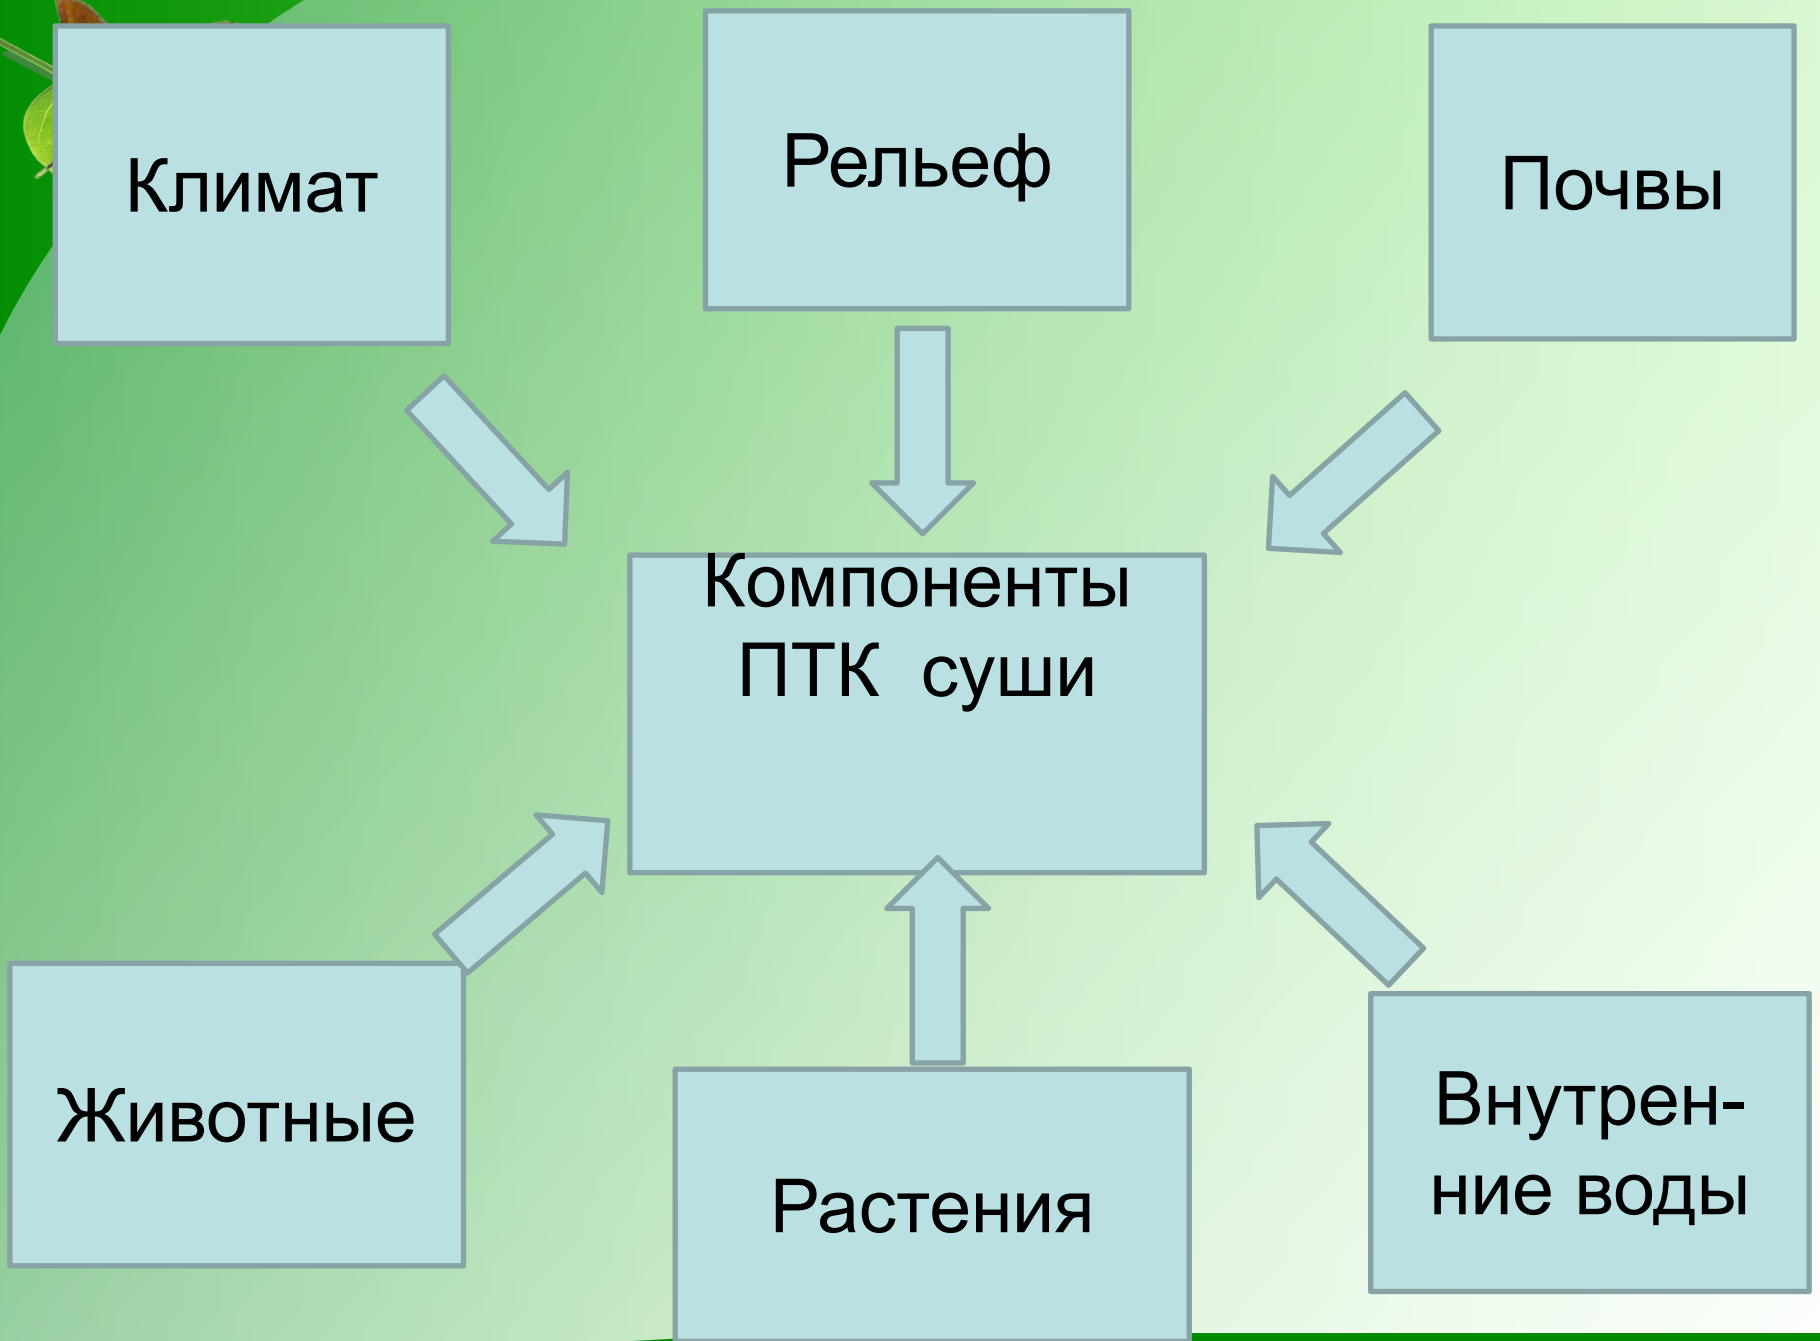 Климат
Рельеф
Почвы
Компоненты
ПТК суши
Животные
Растения
Внутрен-
ние воды